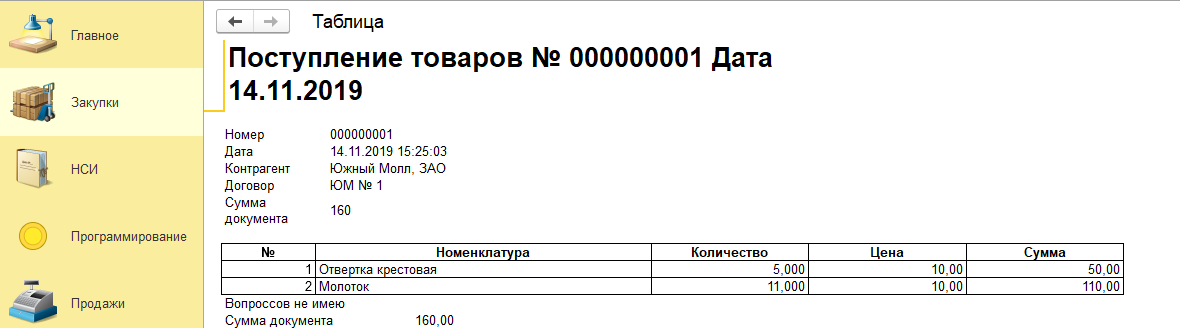 Главное
Закупки
НСИ
Программирование
Продажи
Таблица
Поступление товаров № 000000001 Дата
14.11.2019
Номер 000000001
Дата 14.11.2019 15:25:03
Контрагент Южный Молл, ЗАО
Договор ЮМ № 1
Сумма
документа 160
№ Номенклатура Количество Цена Сумма
1 Отвертка крестовая 5,000 10,00 50,00
2 Молоток 11,000 10,00 110,00
Вопроссов не имею
Сумма документа 160,00